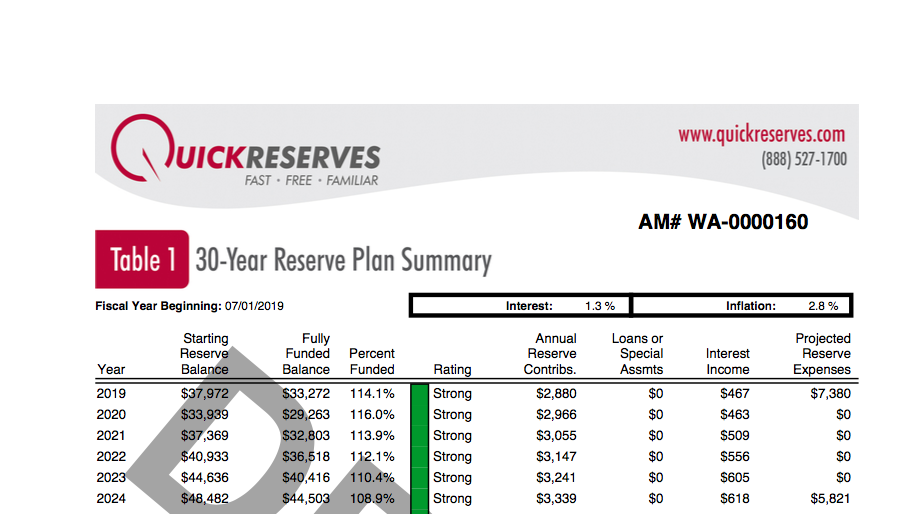 QUICKRESERVES
FAST • FREE • FAMILIAR
www.quickreserves.com
(888) 527-1700
AM# WA-0000160
Table 1 30-Year Reserve Plan Summary
Fiscal Year Beginning: 07/01/2019 Interest: 1.3 % Inflation: 2.8 %
Starting Fully Annual Loans or Projected
Reserve Funded Percent Reserve Special Interest Reserve
Year Balance Balance Funded Rating Contribs. Assmts Income Expenses
2019 $37,972 $33,272 114.1% Strong $2,880 $0 $467 $7,380
2020 $33,939 $29,263 116.0% Strong $2,966 $0 $463 $0
2021 $37,369 $32,803 113.9% Strong $3,055 $0 $509 $0
2022 $40,933 $36,518 112.1% Strong $3,147 $0 $556 $0
2023 $44,636 $40,416 110.4% Strong $3,241 $0 $605 $0
2024 $48,482 $44,503 108.9% Strong $3,339 $0 $618 $5,821